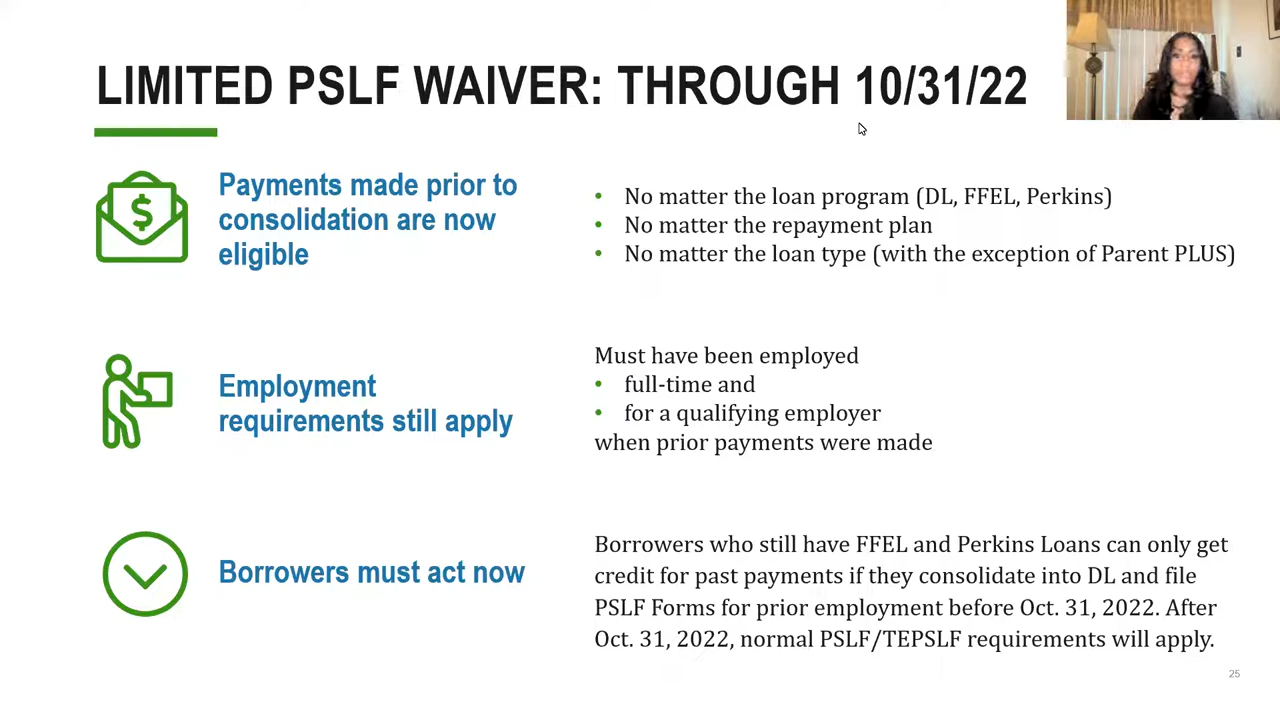 LIMITED PSLF WAIVER: THROUGH 10/31/22
Payments made prior to
consolidation are now
eligible
• No matter the loan program (DL, FFEL, Perkins)
• No matter the repayment plan
• No matter the loan type (with the exception of Parent PLUS)
Employment
requirements still apply
Must have been employed
• full-time and
• for a qualifying employer
when prior payments were made
Borrowers must act now
Borrowers who still have FFEL and Perkins Loans can only get
credit for past payments if they consolidate into DL and file
PSLF Forms for prior employment before Oct. 31, 2022. After
Oct. 31, 2022, normal PSLF/TEPSLF requirements will apply.
25